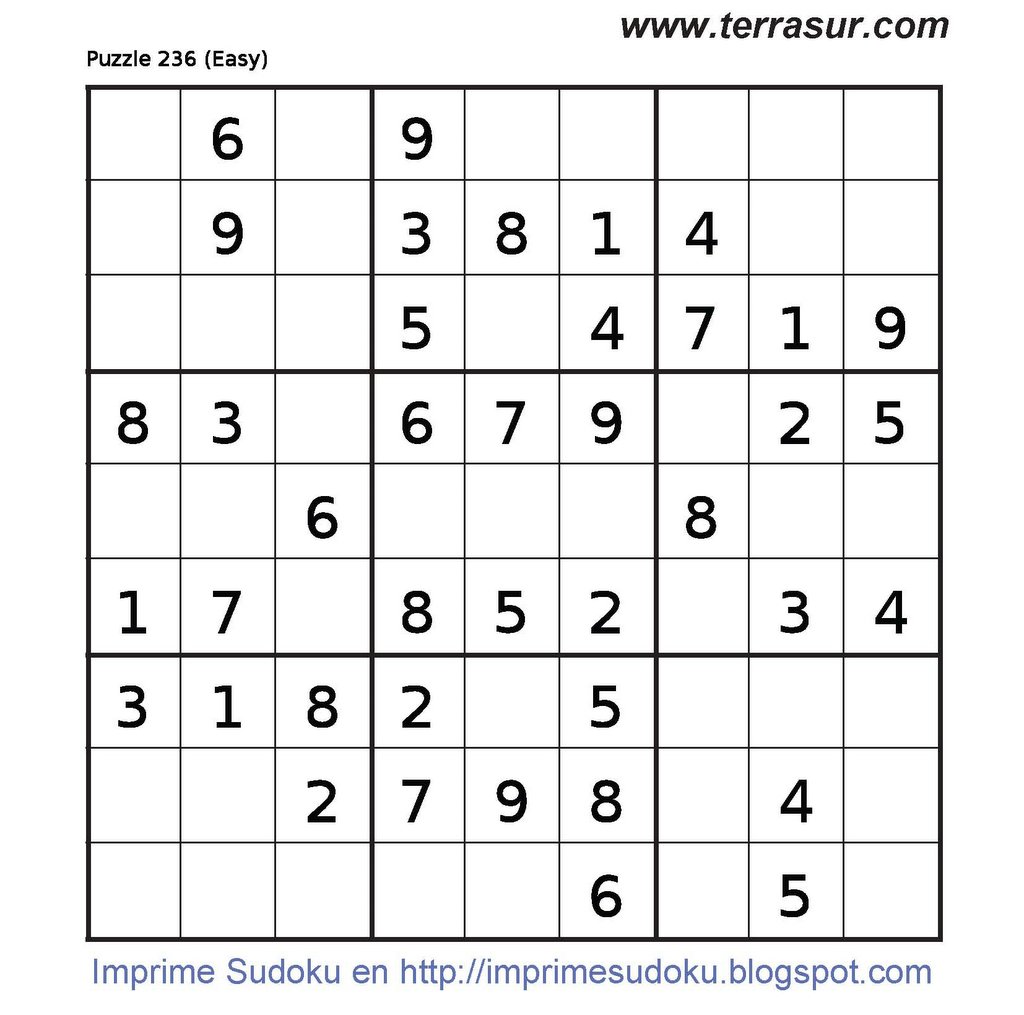 www.terrasur.com
Puzzle 236 (Easy)
6 9
9 3 8 1 4
5 4 7 1 9
8 3 6 7 9 2 5
6 8
1 7 8 5 2 3 4
3 1 8 2 5
2 7 9 8 4
6 5
Imprime Sudoku en http://imprimesudoku.blogspot.com